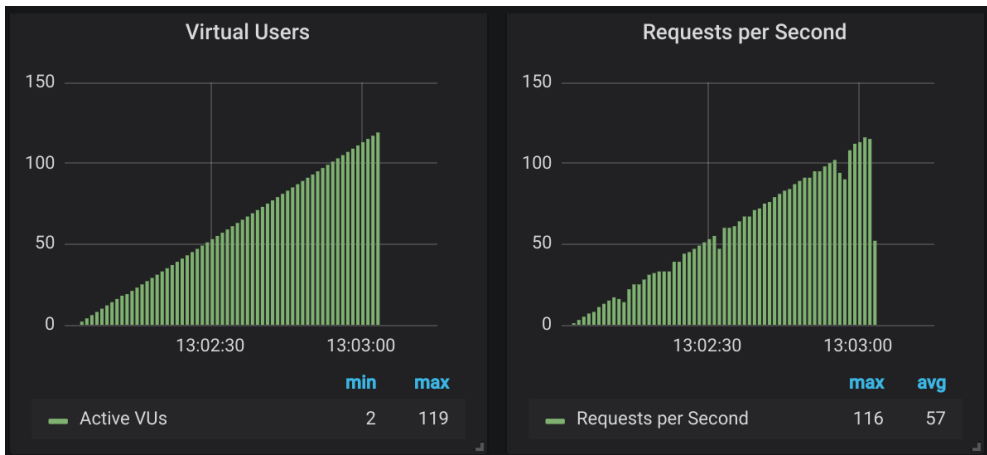 Virtual Users
150
100
50
0
13:02:30 13:03:00
min max
Active VUs 2 119
Requests per Second
150
100
50
0
13:02:30 13:03:00
max avg
Requests per Second 116 57